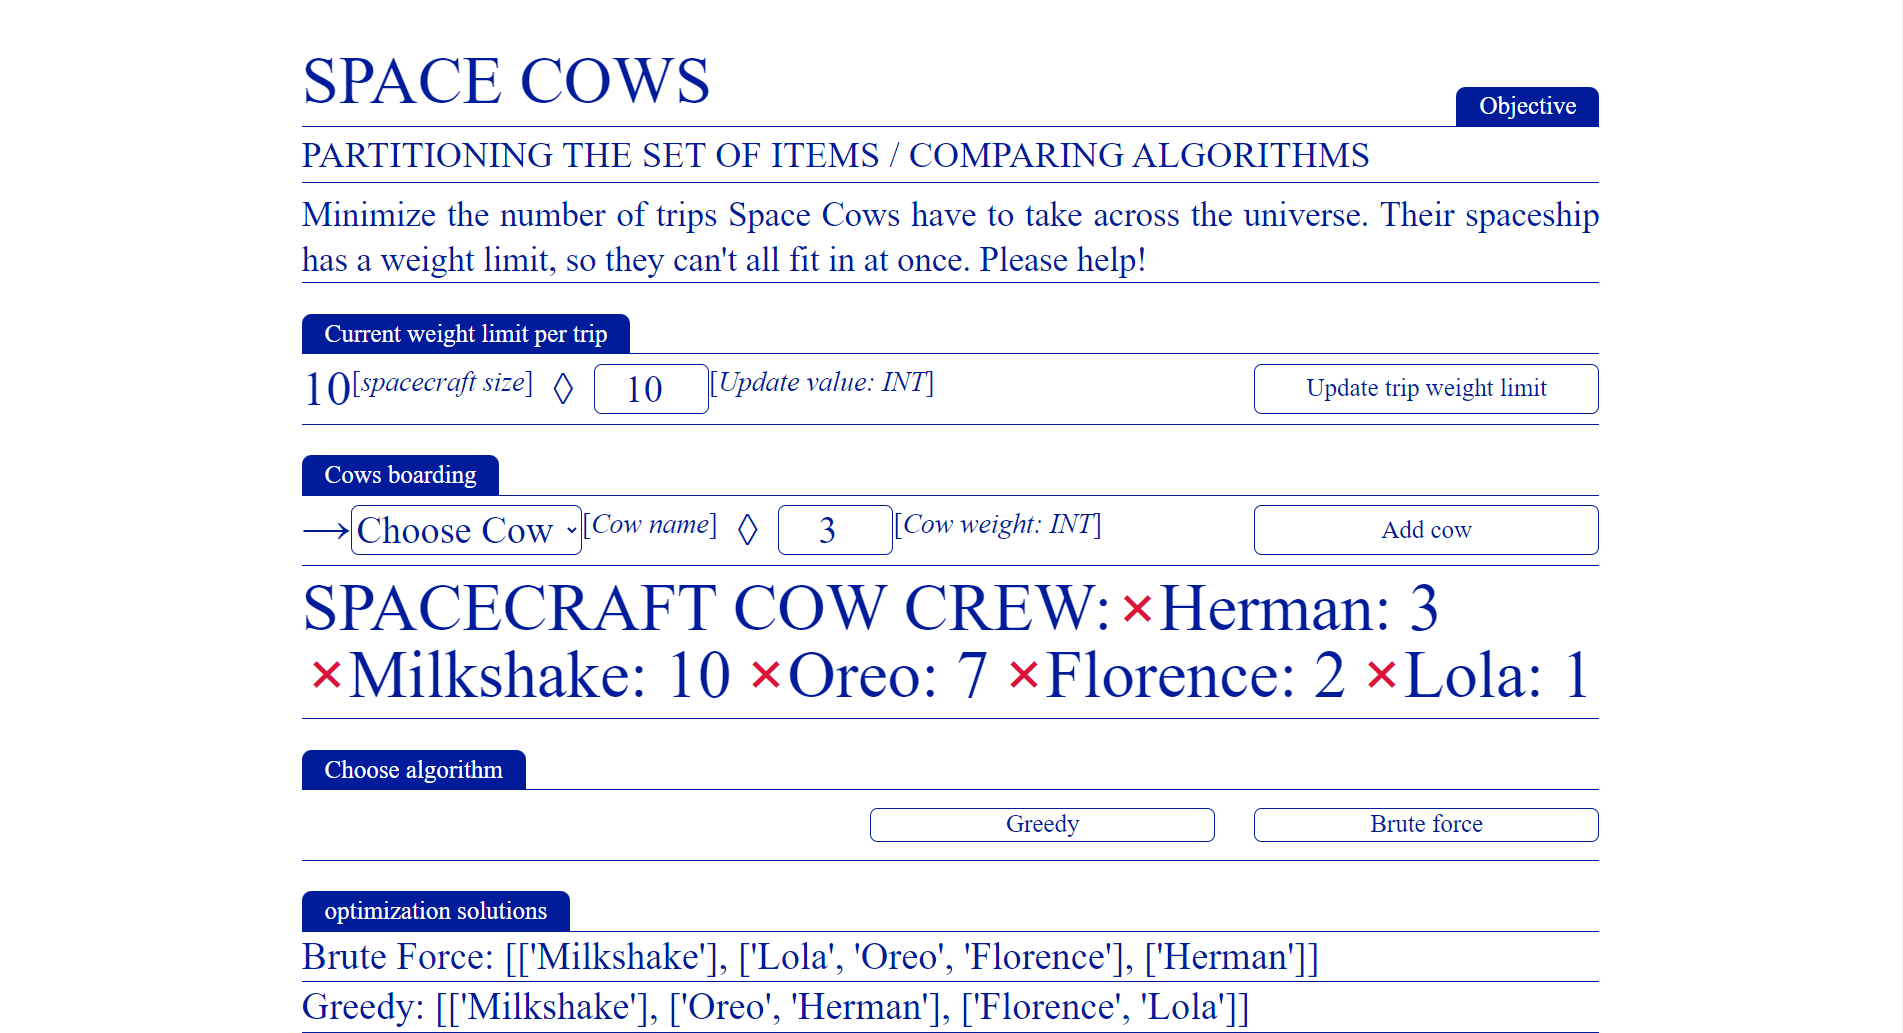 SPACE COWS
Objective
PARTITIONING THE SET OF ITEMS / COMPARING ALGORITHMS
Minimize the number of trips Space Cows have to take across the universe. Their spaceship
has a weight limit, so they can't all fit in at once. Please help!
Current weight limit per trip
10[spacecraft size] ◊ 10 [Update value: INT] Update trip weight limit
Cows boarding
→ Choose Cow [Cow name] ◊ 3 [Cow weight: INT] Add cow
SPACECRAFT COW CREW: ×Herman: 3
×Milkshake: 10 ×Oreo: 7 ×Florence: 2 ×Lola: 1
Choose algorithm
Greedy Brute force
optimization solutions
Brute Force: [['Milkshake'], ['Lola', 'Oreo', 'Florence'], ['Herman']]
Greedy: [['Milkshake'], ['Oreo', 'Herman'], ['Florence', 'Lola']]